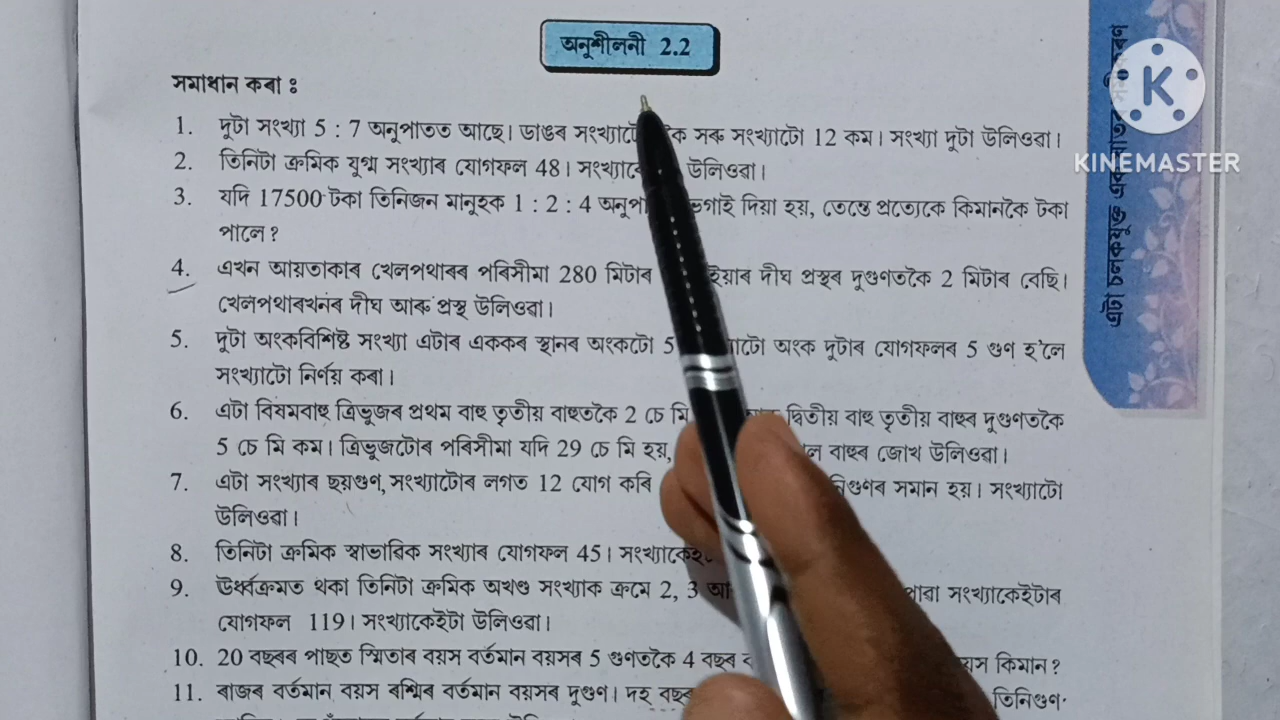 অনুশীলনী 2.2
সমাধান কৰা :
1. দুটা সংখ্যা 5 : 7 অনুপাতত আছে। ডাঙৰ সংখ্যাটো সৰু সংখ্যাটো 12 কম। সংখ্যা দুটা উলিওৱা।
2. তিনিটা ক্ৰমিক যুগ্ম সংখ্যাৰ যোগফল 48। উলিওৱা।
3. যদি 17500 টকা তিনিজন মানুহক 1 : 2 : 4 ভগাই দিয়া হয়, তেন্তে প্ৰত্যেকে কিমানকৈ টকা
পালে ?
4. এখন আয়তাকাৰ খেলপথাৰৰ পৰিসীমা 280 মিটাৰ দীঘ প্ৰস্থৰ দুগুণতকৈ 2 মিটাৰ বেছি।
খেলপথাৰখনৰ দীঘ আৰু প্ৰস্থ উলিওৱা।
5. দুটা অংকবিশিষ্ট সংখ্যা এটাৰ এককৰ স্থানৰ অংকটো 5 অংক দুটাৰ যোগফলৰ 5 গুণ হ'লে
সংখ্যাটো নিৰ্ণয় কৰা।
6. এটা বিষমবাহু ত্ৰিভুজৰ প্ৰথম বাহু তৃতীয় বাহুতকৈ 2 চে মি দ্বিতীয় বাহু তৃতীয় বাহুৰ দুগুণতকৈ
5 চে মি কম। ত্ৰিভুজটোৰ পৰিসীমা যদি 29 চে মি হয়, বাহুৰ জোখ উলিওৱা।
7. এটা সংখ্যাৰ ছয়গুণ, সংখ্যাটোৰ লগত 12 যোগ কৰি সমান হয়। সংখ্যাটো
উলিওৱা।
8. তিনিটা ক্ৰমিক স্বাভাৱিক সংখ্যাৰ যোগফল 45।
9. ঊৰ্ধ্বক্ৰমত থকা তিনিটা ক্ৰমিক অখণ্ড সংখ্যাক ক্ৰমে 2, 3 পোৱা সংখ্যাকেইটাৰ
যোগফল 119। সংখ্যাকেইটা উলিওৱা।
10. 20 বছৰৰ পাছত স্মিতাৰ বয়স বৰ্তমান বয়সৰ 5 গুণতকৈ 4 বছৰ কিমান ?
11. ৰাজৰ বৰ্তমান বয়স ৰশ্মিৰ বৰ্তমান বয়সৰ দুগুণ। দহ বছৰ তিনিগুণ
এটা চলকযুক্ত
KINEMASTER
K